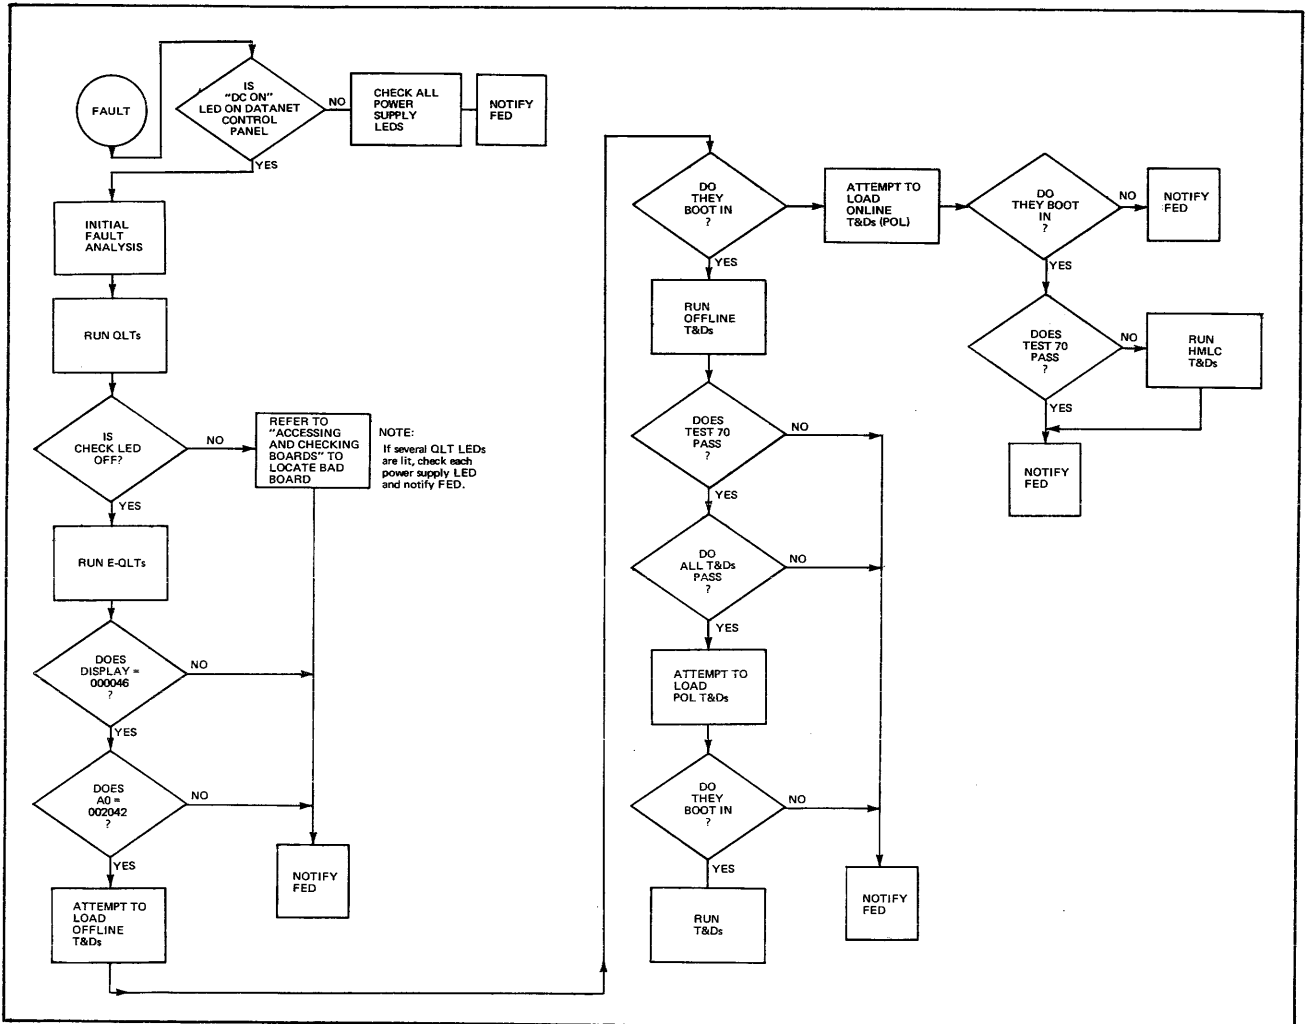 FAULT
IS
"DC ON"
LED ON DATANET
CONTROL
PANEL
NO
CHECK ALL
POWER
SUPPLY
LEDS
NOTIFY
FED
YES
INITIAL
FAULT
ANALYSIS
RUN QLTs
IS
CHECK LED
OFF?
NO
REFER TO
"ACCESSING
AND CHECKING
BOARDS" TO
LOCATE BAD
BOARD
NOTE:
If several QLT LEDs
are lit, check each
power supply LED
and notify FED.
YES
RUN E-QLTs
DOES
DISPLAY =
000046
?
NO
YES
DOES
A0 =
002042
?
NO
YES
NOTIFY
FED
ATTEMPT TO
LOAD
OFFLINE
T&Ds
DO
THEY
BOOT IN
?
ATTEMPT TO
LOAD
ONLINE
T&Ds (POL)
DO
THEY BOOT
IN
?
NO
NOTIFY
FED
YES
YES
RUN
OFFLINE
T&Ds
DOES
TEST 70
PASS
?
NO
RUN
HMLC
T&Ds
YES
NOTIFY
FED
DOES
TEST 70
PASS
?
NO
YES
DO
ALL T&Ds
PASS
?
NO
YES
ATTEMPT TO
LOAD
POL T&Ds
DO
THEY
BOOT IN
?
NO
YES
RUN
T&Ds
NOTIFY
FED